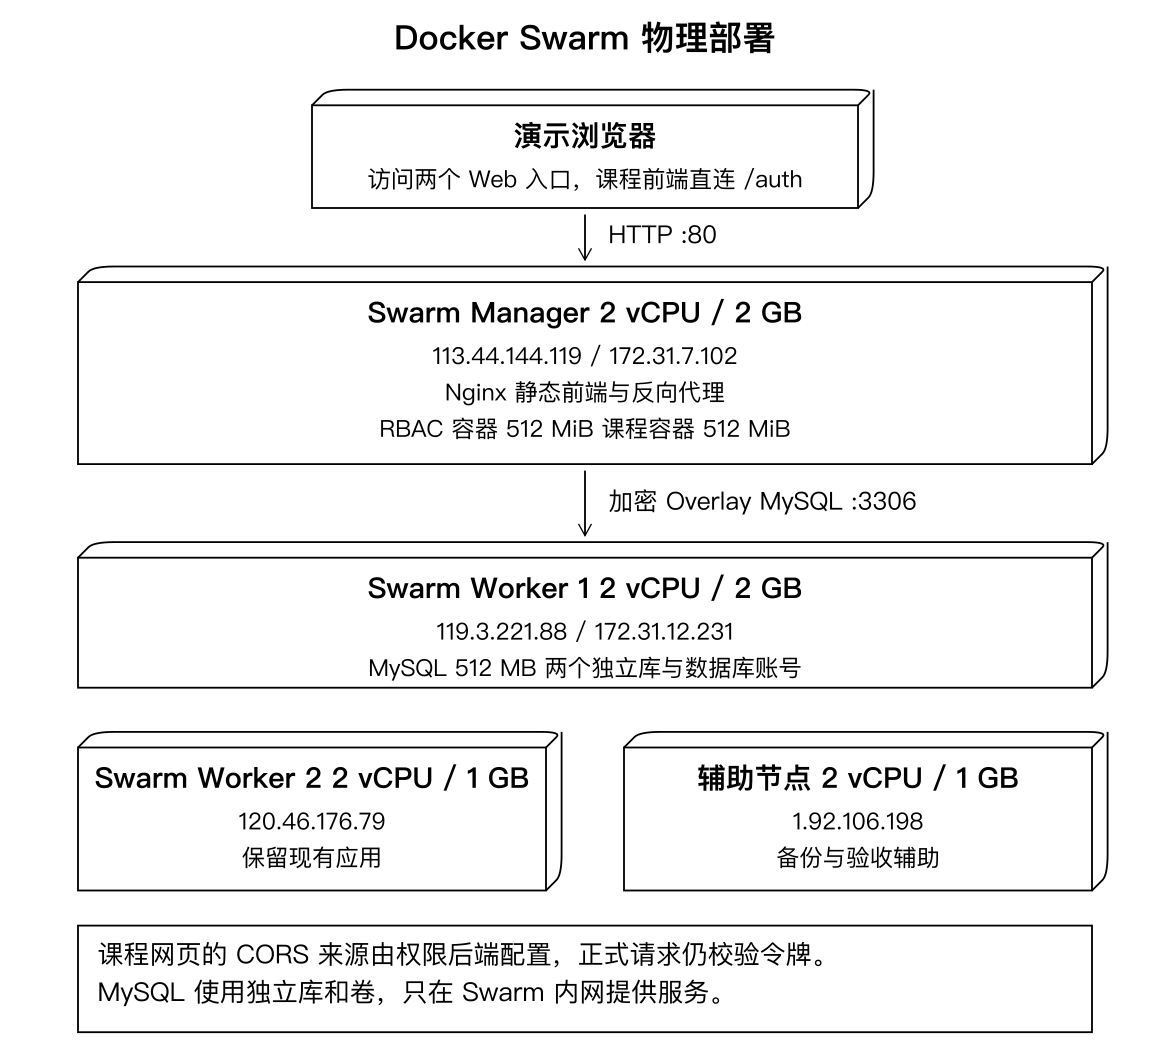 Docker Swarm 物理部署
演示浏览器
访问两个 Web 入口，课程前端直连 /auth
HTTP :80
Swarm Manager 2 vCPU / 2 GB
113.44.144.119 / 172.31.7.102
Nginx 静态前端与反向代理
RBAC 容器 512 MiB 课程容器 512 MiB
加密 Overlay MySQL :3306
Swarm Worker 1 2 vCPU / 2 GB
119.3.221.88 / 172.31.12.231
MySQL 512 MB 两个独立库与数据库账号
Swarm Worker 2 2 vCPU / 1 GB
120.46.176.79
保留现有应用
辅助节点 2 vCPU / 1 GB
1.92.106.198
备份与验收辅助
课程网页的 CORS 来源由权限后端配置，正式请求仍校验令牌。
MySQL 使用独立库和卷，只在 Swarm 内网提供服务。